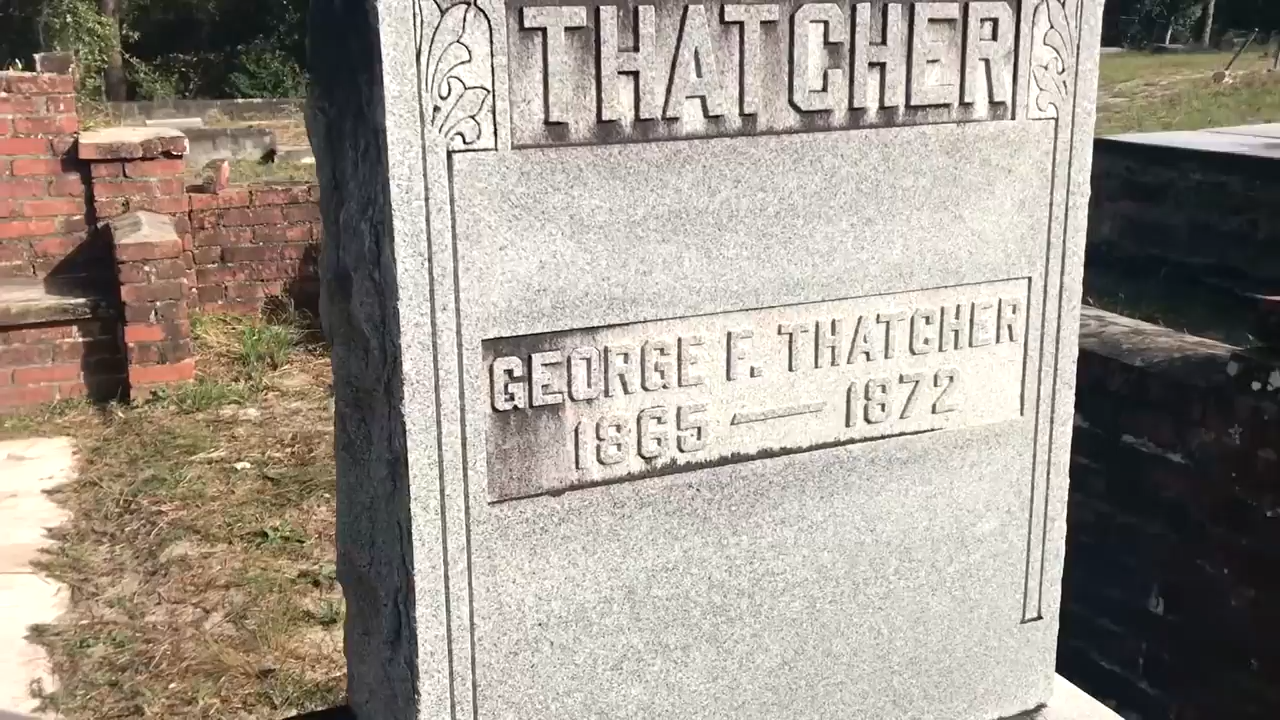 THATCHER
GEORGE F. THATCHER
1865 — 1872